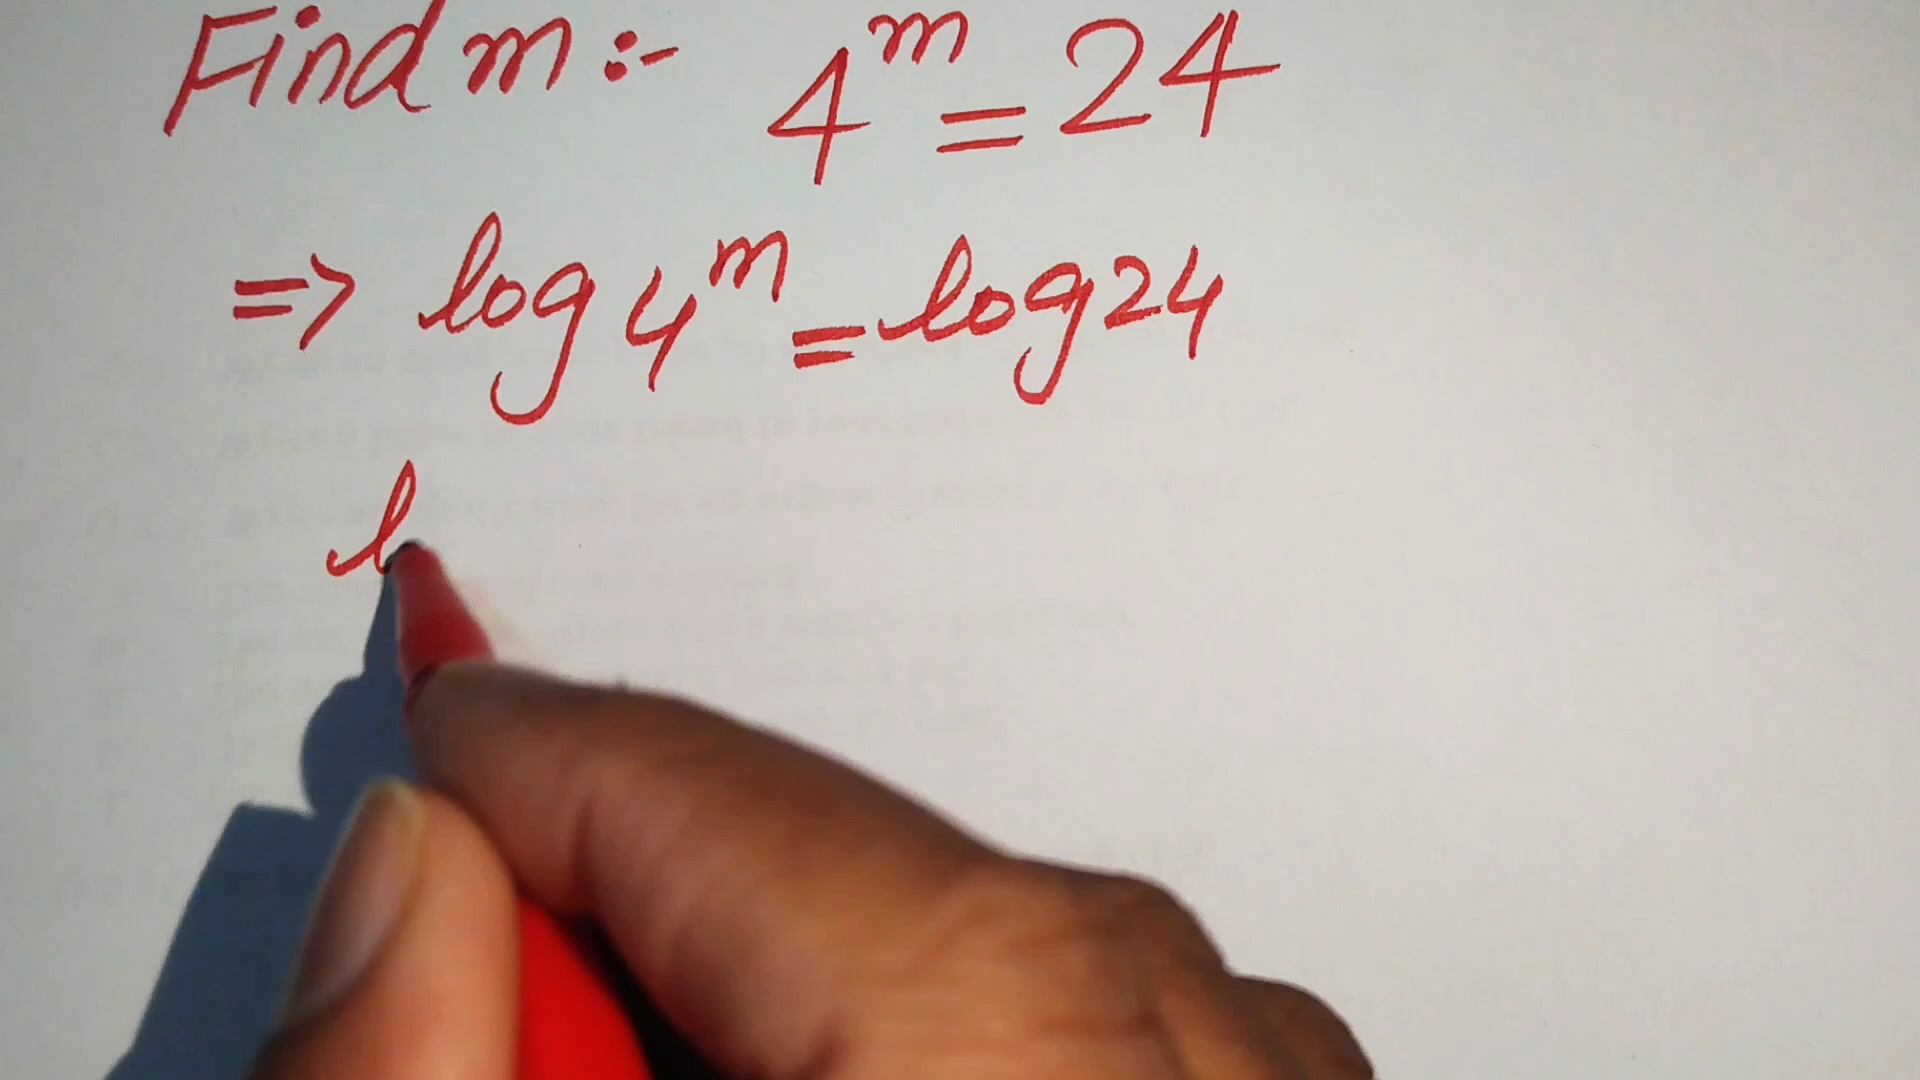 Find m :- 4^m = 24
=> log 4^m = log 24
l